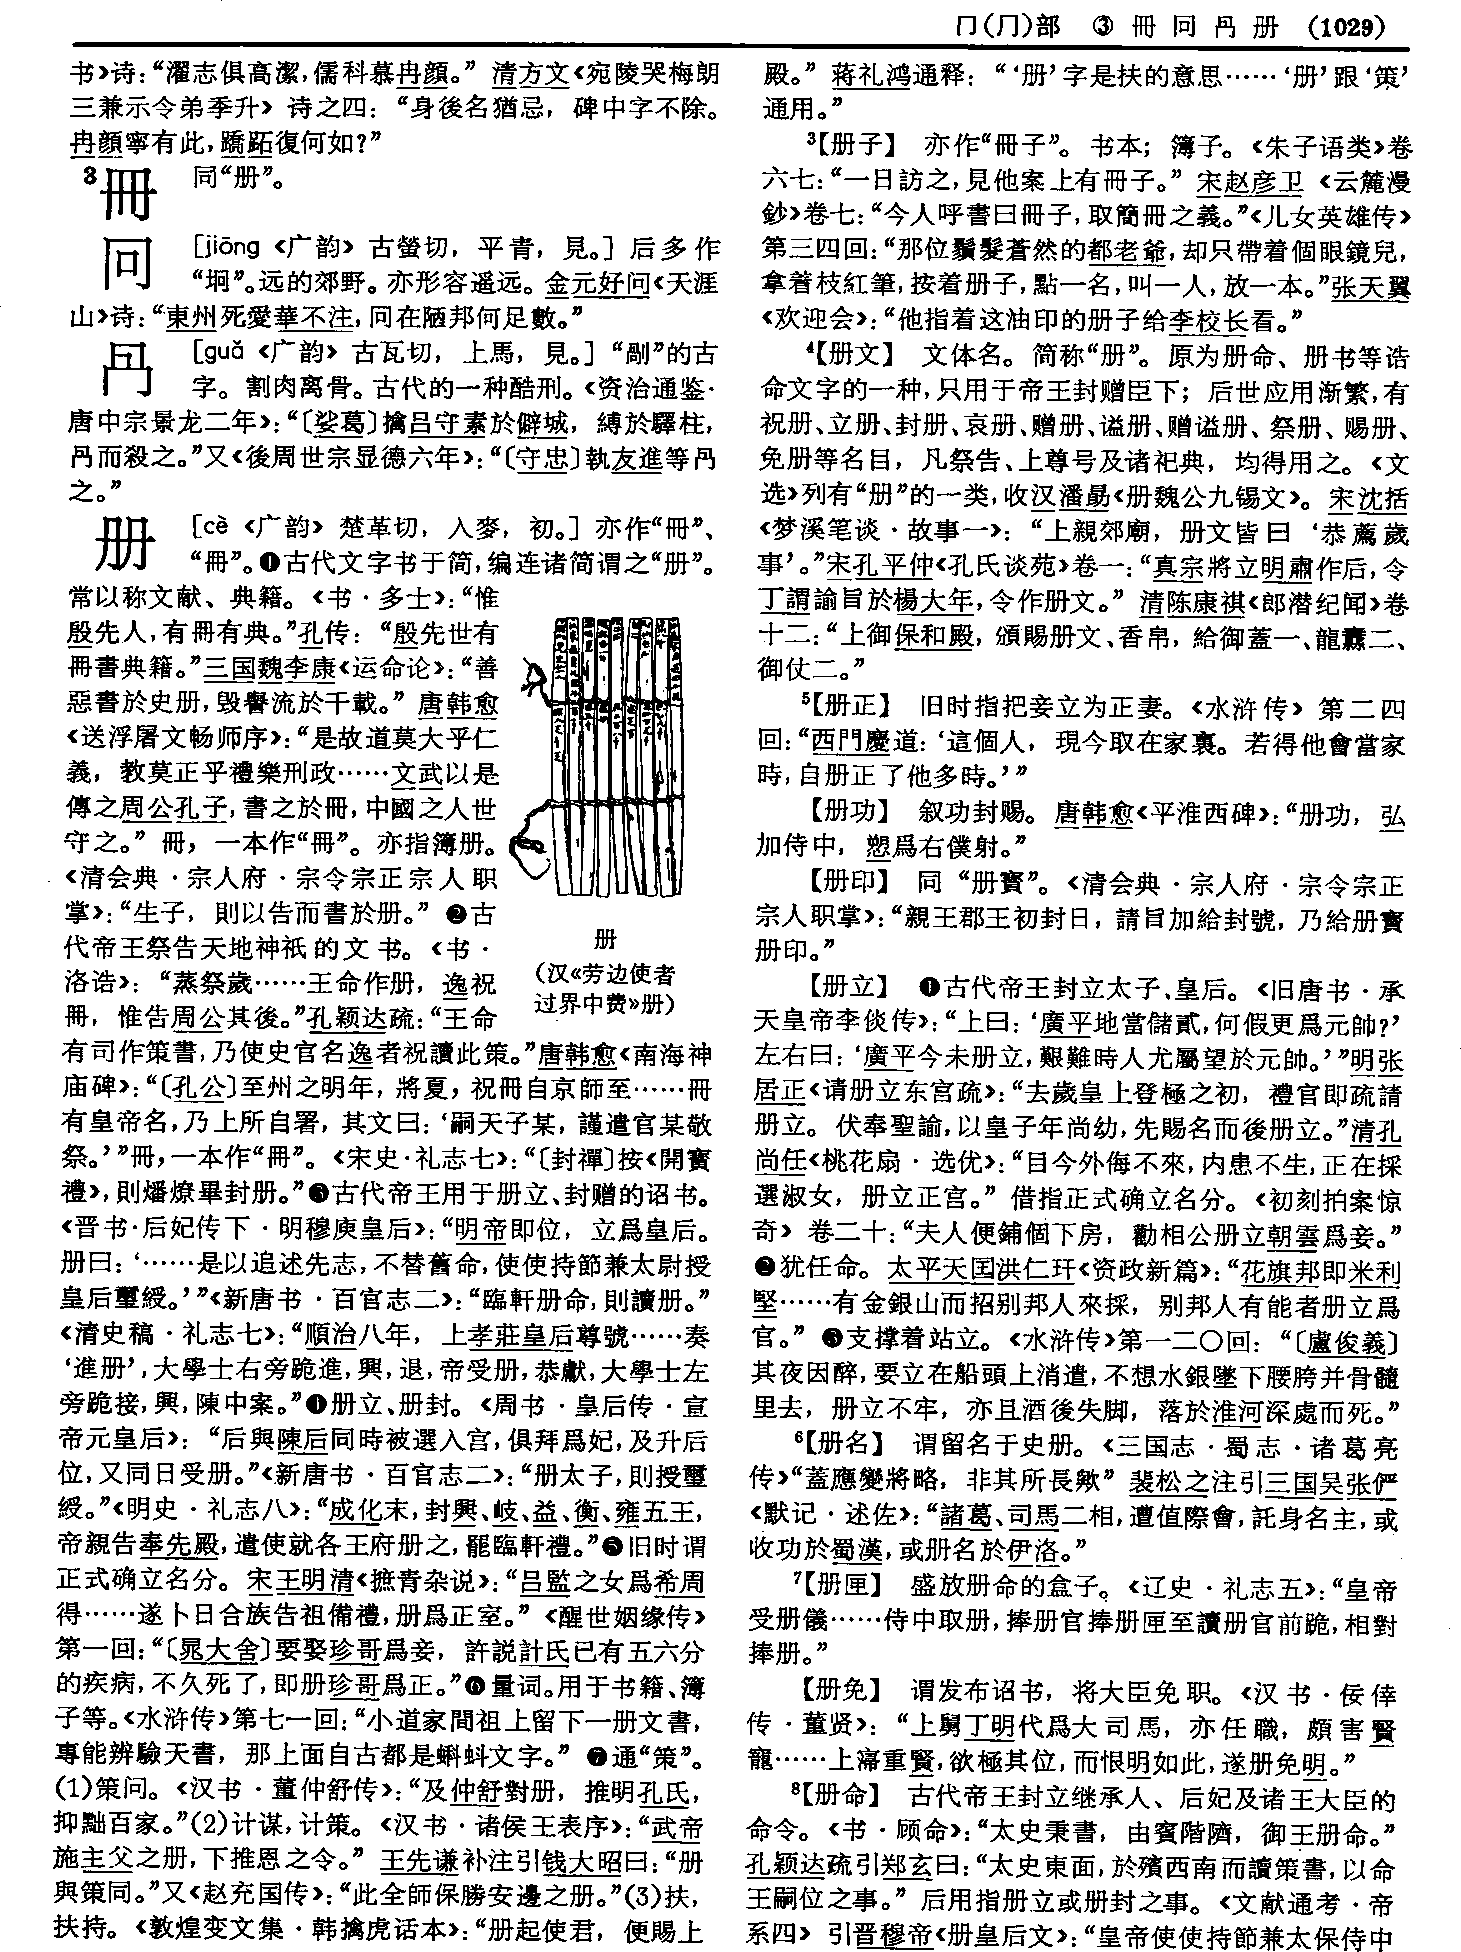 冂(⺆)部　③　冊　冋　冎　册　(1029)
书》诗：“濯志俱高潔，儒科慕冉顔。” 清方文《宛陵哭梅朗
三兼示令弟季升》诗之四：“身後名猶忌，碑中字不除。
冉顔寧有此，蹻跖復何如？”
3冊　同“册”。
冋　[jiōng《广韵》古螢切，平青，見。] 后多作
“坰”。远的郊野。亦形容遥远。金元好问《天涯
山》诗：“東州死愛華不注，冋在陋邦何足數。”
冎　[guǎ《广韵》古瓦切，上馬，見。] “剮”的古
字。割肉离骨。古代的一种酷刑。《资治通鉴·
唐中宗景龙二年》：“〔娑葛〕擒吕守素於僻城，縛於驛柱，
冎而殺之。”又《後周世宗显德六年》：“〔守忠〕執友進等冎
之。”
册　[cè《广韵》楚革切，入麥，初。] 亦作“冊”、
“𠕋”。❶古代文字书于简，编连诸简谓之“册”。
常以称文献、典籍。《书·多士》：“惟
殷先人，有冊有典。”孔传：“殷先世有
冊書典籍。”三国魏李康《运命论》：“善
惡書於史册，毁譽流於千載。” 唐韩愈
《送浮屠文畅师序》：“是故道莫大乎仁
義，教莫正乎禮樂刑政……文武以是
傳之周公孔子，書之於冊，中國之人世
守之。” 冊，一本作“𠕋”。亦指簿册。
《清会典·宗人府·宗令宗正宗人职
掌》：“生子，則以告而書於册。” ❷古
代帝王祭告天地神祇的文书。《书·
洛诰》：“蒸祭歲……王命作册，逸祝
冊，惟告周公其後。”孔颖达疏：“王命
册
（汉《劳边使者
过界中费》册）
有司作策書，乃使史官名逸者祝讀此策。”唐韩愈《南海神
庙碑》：“〔孔公〕至州之明年，將夏，祝冊自京師至……冊
有皇帝名，乃上所自署，其文曰：‘嗣天子某，謹遣官某敬
祭。’”冊，一本作“𠕋”。《宋史·礼志七》：“〔封禪〕按《開寶
禮》，則燔燎畢封册。”❸古代帝王用于册立、封赠的诏书。
《晋书·后妃传下·明穆庾皇后》：“明帝即位，立爲皇后。
册曰：‘……是以追述先志，不替舊命，使使持節兼太尉授
皇后璽綬。’”《新唐书·百官志二》：“臨軒册命，則讀册。”
《清史稿·礼志七》：“順治八年，上孝莊皇后尊號……奏
‘進册’，大學士右旁跪進，興，退，帝受册，恭獻，大學士左
旁跪接，興，陳中案。”❹册立、册封。《周书·皇后传·宣
帝元皇后》：“后與陳后同時被選入宫，俱拜爲妃，及升后
位，又同日受册。”《新唐书·百官志二》：“册太子，則授璽
綬。”《明史·礼志八》：“成化末，封興、岐、益、衡、雍五王，
帝親告奉先殿，遣使就各王府册之，罷臨軒禮。”❺旧时谓
正式确立名分。宋王明清《摭青杂说》：“吕監之女爲希周
得……遂卜日合族告祖備禮，册爲正室。”《醒世姻缘传》
第一回：“〔晁大舍〕要娶珍哥爲妾，許説計氏已有五六分
的疾病，不久死了，即册珍哥爲正。”❻量词。用于书籍、簿
子等。《水浒传》第七一回：“小道家間祖上留下一册文書，
專能辨驗天書，那上面自古都是蝌蚪文字。” ❼通“策”。
(1)策问。《汉书·董仲舒传》：“及仲舒對册，推明孔氏，
抑黜百家。”(2)计谋，计策。《汉书·诸侯王表序》：“武帝
施主父之册，下推恩之令。” 王先谦补注引钱大昭曰：“册
與策同。”又《赵充国传》：“此全師保勝安邊之册。”(3)扶，
扶持。《敦煌变文集·韩擒虎话本》：“册起使君，便賜上
殿。” 蒋礼鸿通释：“‘册’字是扶的意思……‘册’跟‘策’
通用。”
3【册子】　亦作“冊子”。书本；簿子。《朱子语类》卷
六七：“一日訪之，見他案上有冊子。” 宋赵彦卫《云麓漫
鈔》卷七：“今人呼書曰冊子，取簡冊之義。”《儿女英雄传》
第三四回：“那位鬚髮蒼然的都老爺，却只帶着個眼鏡兒，
拿着枝紅筆，按着册子，點一名，叫一人，放一本。”张天翼
《欢迎会》：“他指着这油印的册子给李校长看。”
4【册文】　文体名。简称“册”。原为册命、册书等诰
命文字的一种，只用于帝王封赠臣下；后世应用渐繁，有
祝册、立册、封册、哀册、赠册、谥册、赠谥册、祭册、赐册、
免册等名目，凡祭告、上尊号及诸祀典，均得用之。《文
选》列有“册”的一类，收汉潘勗《册魏公九锡文》。宋沈括
《梦溪笔谈·故事一》：“上親郊廟，册文皆曰‘恭薦歲
事’。”宋孔平仲《孔氏谈苑》卷一：“真宗將立明肅作后，令
丁謂諭旨於楊大年，令作册文。” 清陈康祺《郎潜纪闻》卷
十二：“上御保和殿，頒賜册文、香帛，給御蓋一、龍纛二、
御仗二。”
5【册正】　旧时指把妾立为正妻。《水浒传》第二四
回：“西門慶道：‘這個人，現今取在家裏。若得他會當家
時，自册正了他多時。’”
【册功】　叙功封赐。唐韩愈《平淮西碑》：“册功，弘
加侍中，愬爲右僕射。”
【册印】　同“册寶”。《清会典·宗人府·宗令宗正
宗人职掌》：“親王郡王初封日，請旨加給封號，乃給册寶
册印。”
【册立】　❶古代帝王封立太子、皇后。《旧唐书·承
天皇帝李倓传》：“上曰：‘廣平地當儲貳，何假更爲元帥？’
左右曰：‘廣平今未册立，艱難時人尤屬望於元帥。’”明张
居正《请册立东宫疏》：“去歲皇上登極之初，禮官即疏請
册立。伏奉聖諭，以皇子年尚幼，先賜名而後册立。”清孔
尚任《桃花扇·选优》：“目今外侮不來，内患不生，正在採
選淑女，册立正宫。” 借指正式确立名分。《初刻拍案惊
奇》卷二十：“夫人便鋪個下房，勸相公册立朝雲爲妾。”
❷犹任命。太平天囯洪仁玕《资政新篇》：“花旗邦即米利
堅……有金銀山而招别邦人來採，别邦人有能者册立爲
官。” ❸支撑着站立。《水浒传》第一二〇回：“〔盧俊義〕
其夜因醉，要立在船頭上消遣，不想水銀墜下腰胯并骨髓
里去，册立不牢，亦且酒後失脚，落於淮河深處而死。”
6【册名】　谓留名于史册。《三国志·蜀志·诸葛亮
传》“蓋應變將略，非其所長歟” 裴松之注引三国吴张俨
《默记·述佐》：“諸葛、司馬二相，遭值際會，託身名主，或
收功於蜀漢，或册名於伊洛。”
7【册匣】　盛放册命的盒子。《辽史·礼志五》：“皇帝
受册儀……侍中取册，捧册官捧册匣至讀册官前跪，相對
捧册。”
【册免】　谓发布诏书，将大臣免职。《汉书·佞倖
传·董贤》：“上舅丁明代爲大司馬，亦任職，頗害賢
寵……上寖重賢，欲極其位，而恨明如此，遂册免明。”
8【册命】　古代帝王封立继承人、后妃及诸王大臣的
命令。《书·顾命》：“太史秉書，由賓階隮，御王册命。”
孔颖达疏引郑玄曰：“太史東面，於殯西南而讀策書，以命
王嗣位之事。” 后用指册立或册封之事。《文献通考·帝
系四》引晋穆帝《册皇后文》：“皇帝使使持節兼太保侍中